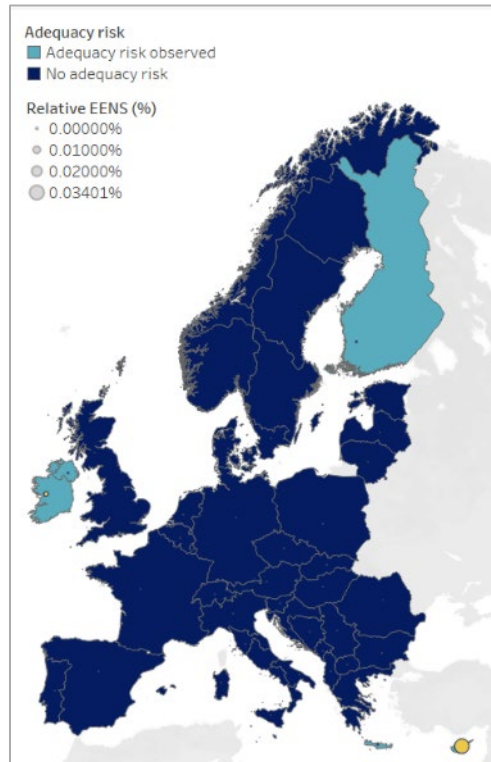 Adequacy risk
Adequacy risk observed
No adequacy risk
Relative EENS (%)
0.00000%
0.01000%
0.02000%
0.03401%